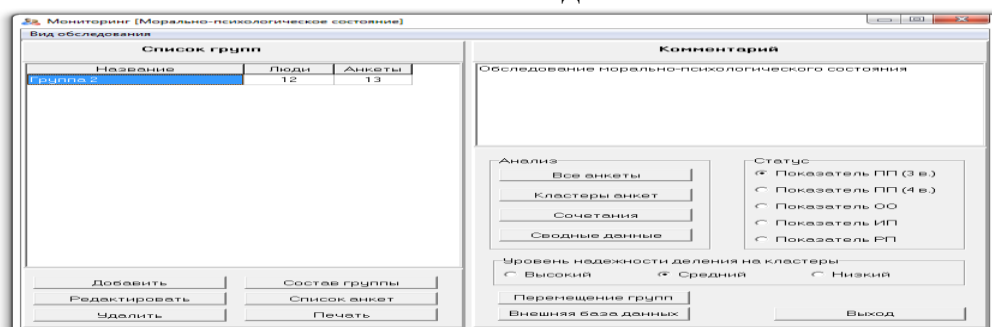 Мониторинг [Морально-психологическое состояние]
Вид обследования
Список групп
Название Люди Анкеты
Группа 2 12 13
Добавить Состав группы
Редактировать Список анкет
Удалить Печать
Комментарий
Обследование морально-психологического состояния
Анализ
Все анкеты
Кластеры анкет
Сочетания
Сводные данные
Статус
Показатель ПП (3 в.)
Показатель ПП (4 в.)
Показатель ОО
Показатель ИП
Показатель РП
Уровень надежности деления на кластеры
Высокий Средний Низкий
Перемещение групп
Внешняя база данных Выход